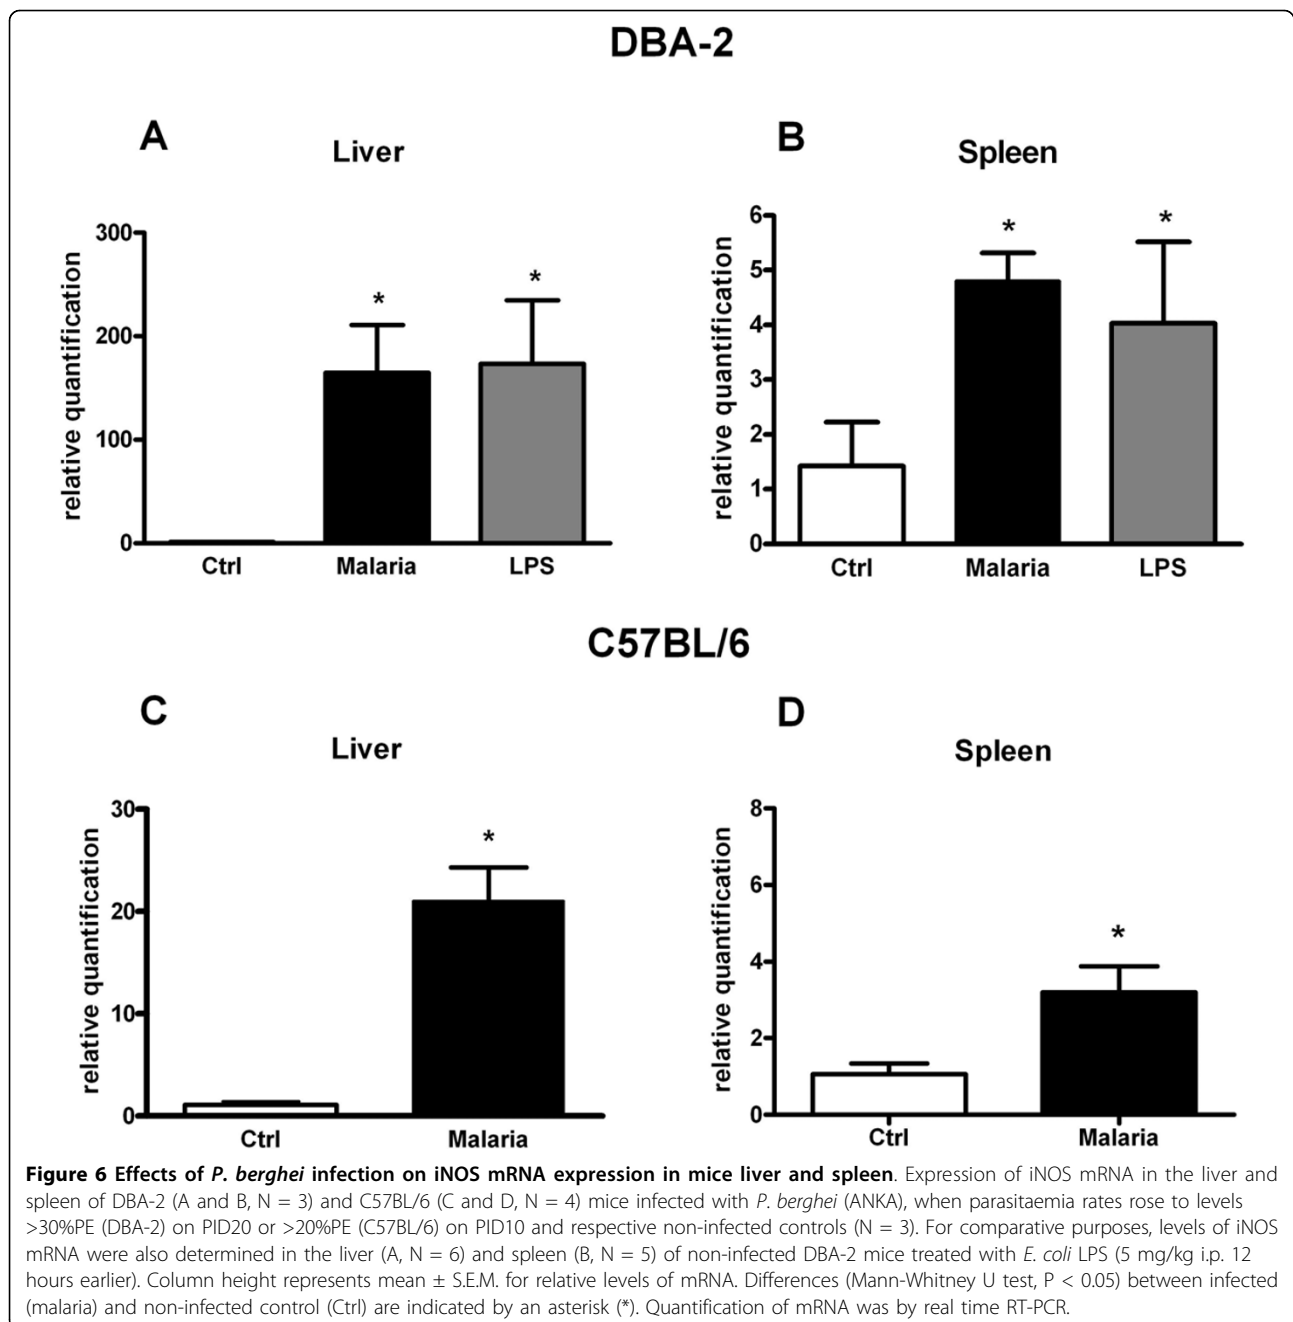 DBA-2
A
Liver
relative quantification
300
200
100
0
Ctrl Malaria LPS
*
*
B
Spleen
relative quantification
6
5
4
3
2
1
0
Ctrl Malaria LPS
*
*
C57BL/6
C
Liver
relative quantification
30
20
10
0
Ctrl Malaria
*
D
Spleen
relative quantification
8
6
4
2
0
Ctrl Malaria
*
Figure 6 Effects of P. berghei infection on iNOS mRNA expression in mice liver and spleen. Expression of iNOS mRNA in the liver and
spleen of DBA-2 (A and B, N = 3) and C57BL/6 (C and D, N = 4) mice infected with P. berghei (ANKA), when parasitaemia rates rose to levels
>30%PE (DBA-2) on PID20 or >20%PE (C57BL/6) on PID10 and respective non-infected controls (N = 3). For comparative purposes, levels of iNOS
mRNA were also determined in the liver (A, N = 6) and spleen (B, N = 5) of non-infected DBA-2 mice treated with E. coli LPS (5 mg/kg i.p. 12
hours earlier). Column height represents mean ± S.E.M. for relative levels of mRNA. Differences (Mann-Whitney U test, P < 0.05) between infected
(malaria) and non-infected control (Ctrl) are indicated by an asterisk (*). Quantification of mRNA was by real time RT-PCR.